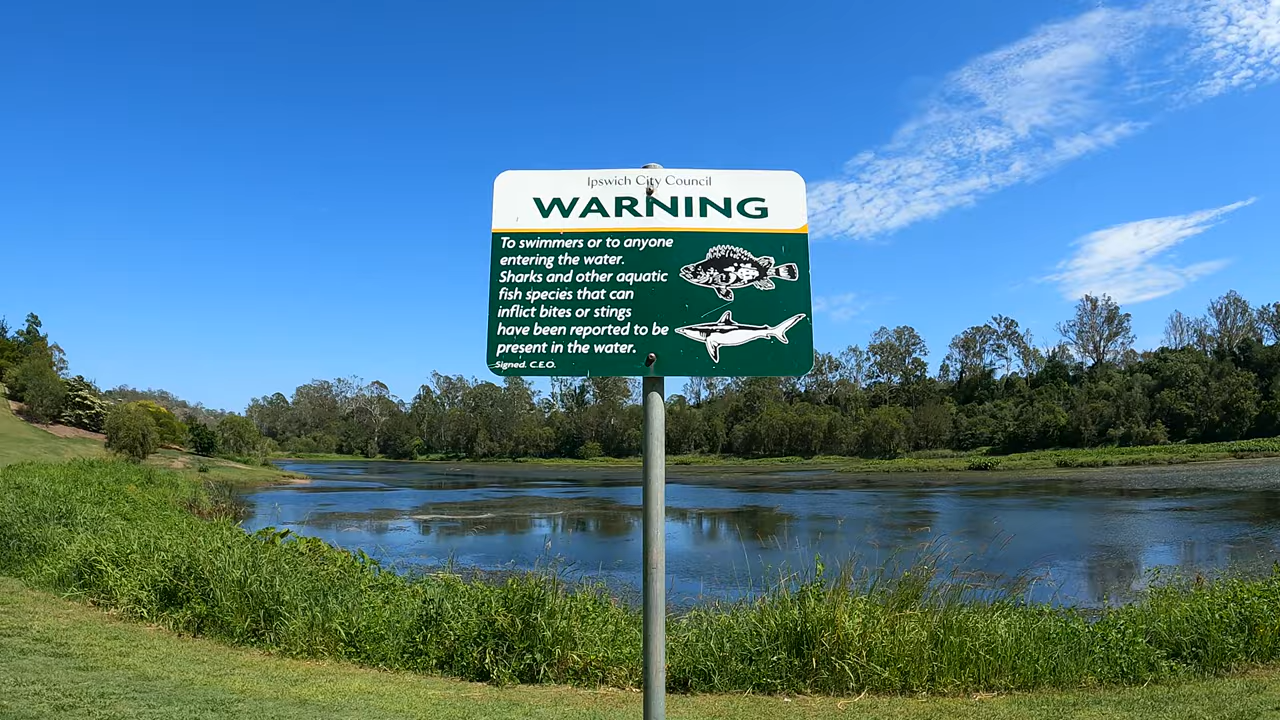 Ipswich City Council
WARNING
To swimmers or to anyone
entering the water.
Sharks and other aquatic
fish species that can
inflict bites or stings
have been reported to be
present in the water.
Signed. C.E.O.